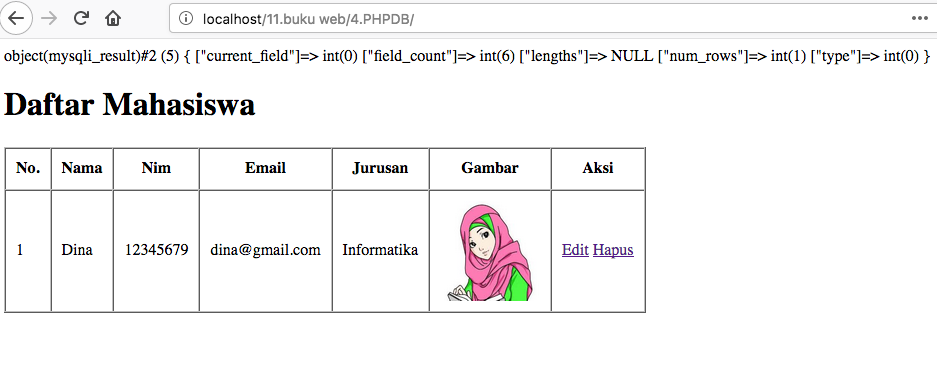 localhost/11.buku web/4.PHPDB/
object(mysqli_result)#2 (5) { ["current_field"]=> int(0) ["field_count"]=> int(6) ["lengths"]=> NULL ["num_rows"]=> int(1) ["type"]=> int(0) }
Daftar Mahasiswa
No. Nama Nim Email Jurusan Gambar Aksi
1 Dina 12345679 dina@gmail.com Informatika Edit Hapus